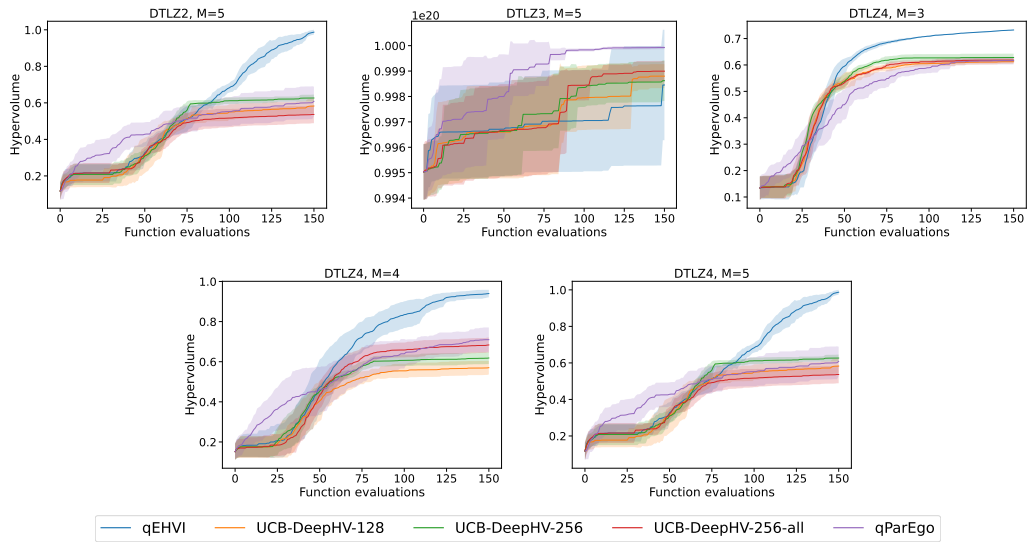 DTLZ2, M=5
Hypervolume
1.0
0.8
0.6
0.4
0.2
0 25 50 75 100 125 150
Function evaluations
DTLZ3, M=5
1e20
Hypervolume
1.000
0.999
0.998
0.997
0.996
0.995
0.994
0 25 50 75 100 125 150
Function evaluations
DTLZ4, M=3
Hypervolume
0.7
0.6
0.5
0.4
0.3
0.2
0.1
0 25 50 75 100 125 150
Function evaluations
DTLZ4, M=4
Hypervolume
1.0
0.8
0.6
0.4
0.2
0 25 50 75 100 125 150
Function evaluations
DTLZ4, M=5
Hypervolume
1.0
0.8
0.6
0.4
0.2
0 25 50 75 100 125 150
Function evaluations
qEHVI UCB-DeepHV-128 UCB-DeepHV-256 UCB-DeepHV-256-all qParEgo